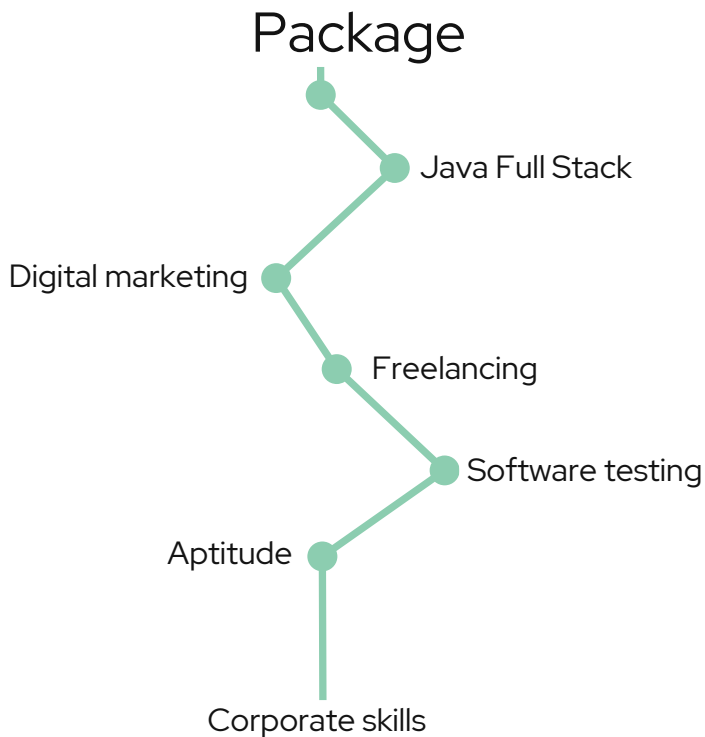 Package
Java Full Stack
Digital marketing
Freelancing
Software testing
Aptitude
Corporate skills